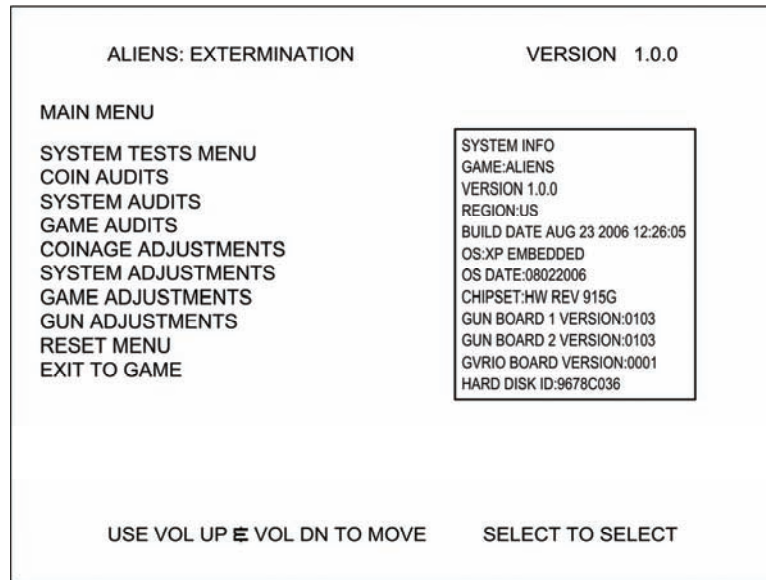 ALIENS: EXTERMINATION VERSION 1.0.0
MAIN MENU
SYSTEM TESTS MENU
COIN AUDITS
SYSTEM AUDITS
GAME AUDITS
COINAGE ADJUSTMENTS
SYSTEM ADJUSTMENTS
GAME ADJUSTMENTS
GUN ADJUSTMENTS
RESET MENU
EXIT TO GAME
SYSTEM INFO
GAME:ALIENS
VERSION 1.0.0
REGION:US
BUILD DATE AUG 23 2006 12:26:05
OS:XP EMBEDDED
OS DATE:08022006
CHIPSET:HW REV 915G
GUN BOARD 1 VERSION:0103
GUN BOARD 2 VERSION:0103
GVRIO BOARD VERSION:0001
HARD DISK ID:9678C036
USE VOL UP & VOL DN TO MOVE SELECT TO SELECT